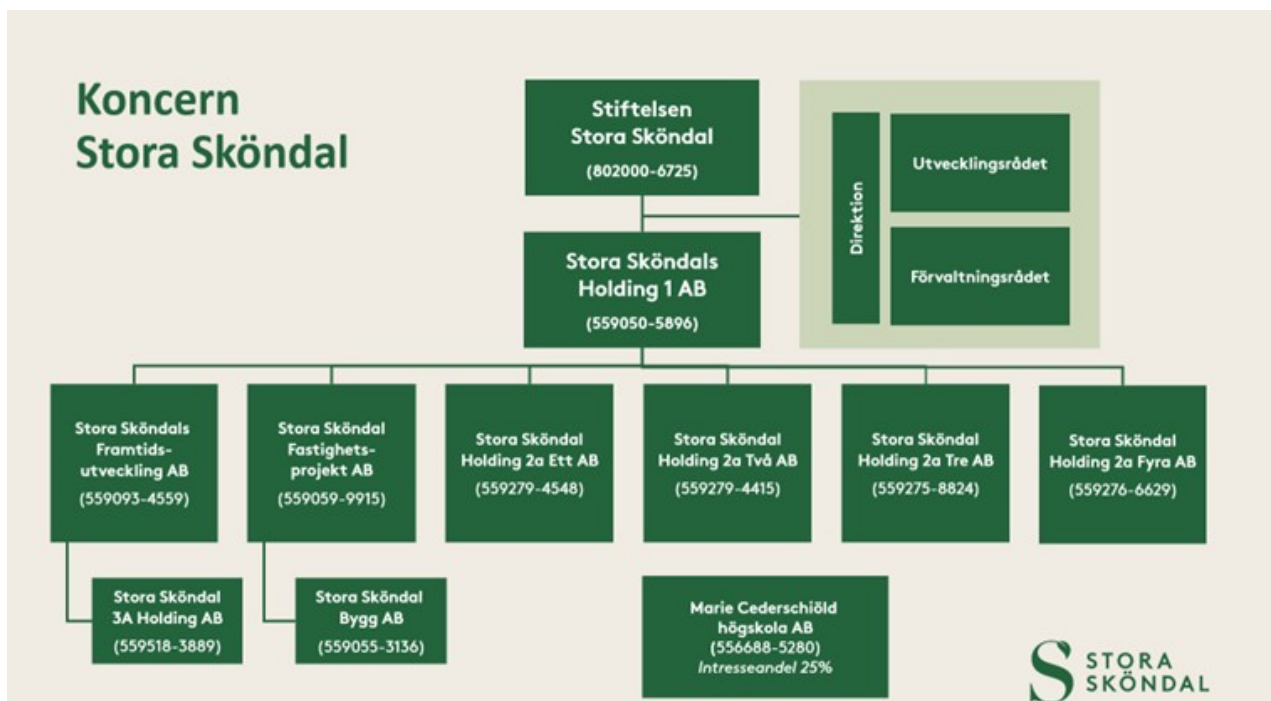 Koncern
Stora Sköndal
Stiftelsen
Stora Sköndal
(802000-6725)
Direktion
Utvecklingsrådet
Förvaltningsrådet
Stora Sköndals
Holding 1 AB
(559050-5896)
Stora Sköndals
Framtids-
utveckling AB
(559093-4559)
Stora Sköndal
Fastighets-
projekt AB
(559059-9915)
Stora Sköndal
Holding 2a Ett AB
(559279-4548)
Stora Sköndal
Holding 2a Två AB
(559279-4415)
Stora Sköndal
Holding 2a Tre AB
(559275-8824)
Stora Sköndal
Holding 2a Fyra AB
(559276-6629)
Stora Sköndal
3A Holding AB
(559518-3889)
Stora Sköndal
Bygg AB
(559055-3136)
Marie Cederschiöld
högskola AB
(556688-5280)
Intresseandel 25%
S STORA
SKÖNDAL